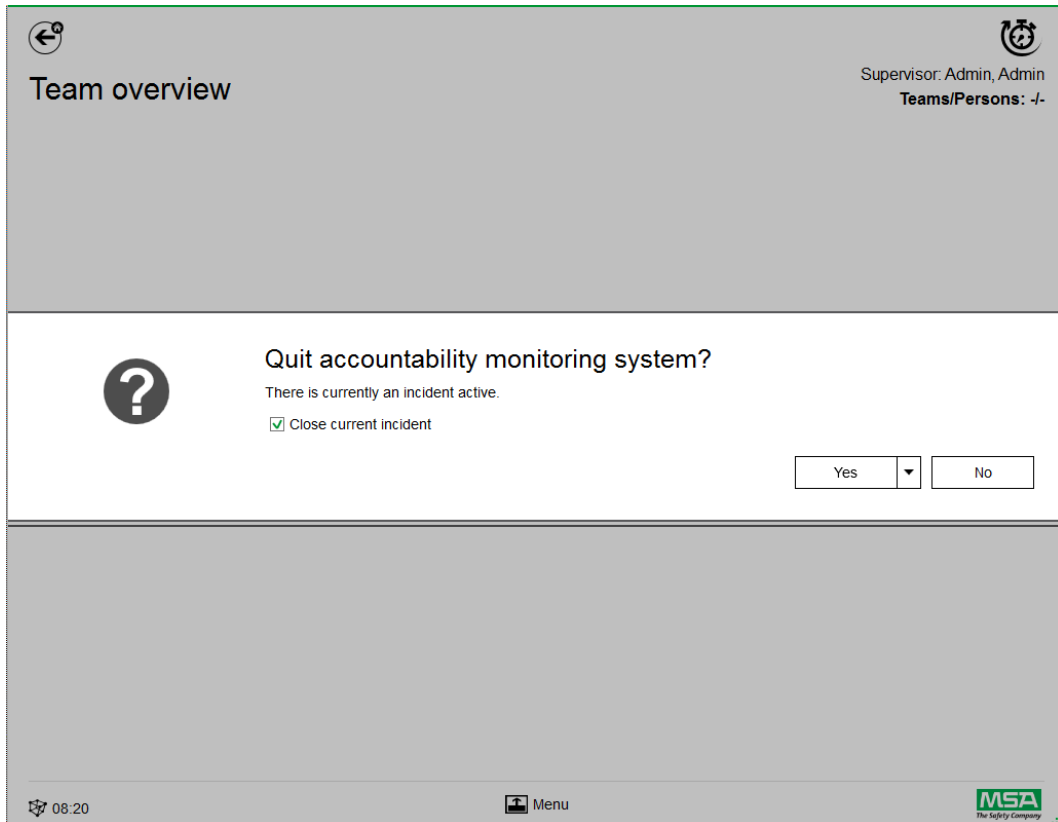 Team overview
Supervisor: Admin, Admin
Teams/Persons: -/-
Quit accountability monitoring system?
There is currently an incident active.
Close current incident
Yes
No
08:20
Menu
MSA
The Safety Company